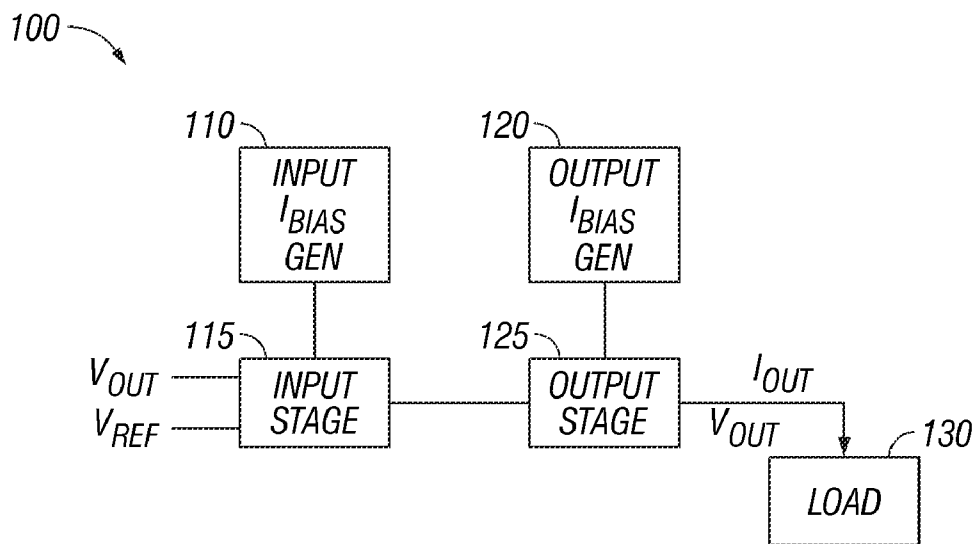 100
110
INPUT
IBIAS
GEN
120
OUTPUT
IBIAS
GEN
115
VOUT
VREF
INPUT
STAGE
125
OUTPUT
STAGE
IOUT
VOUT
130
LOAD